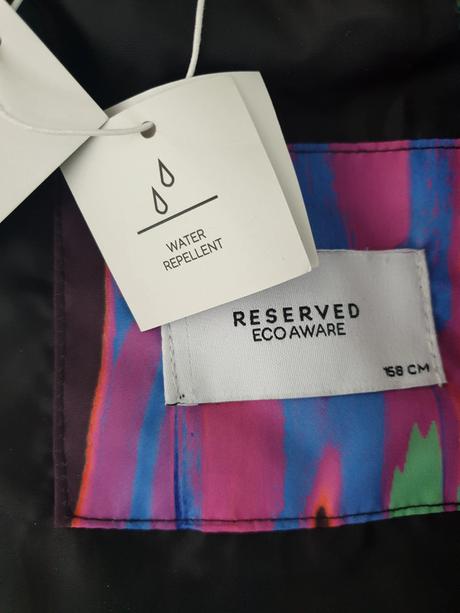 WATER
REPELLENT
RESERVED
ECO AWARE
158 CM